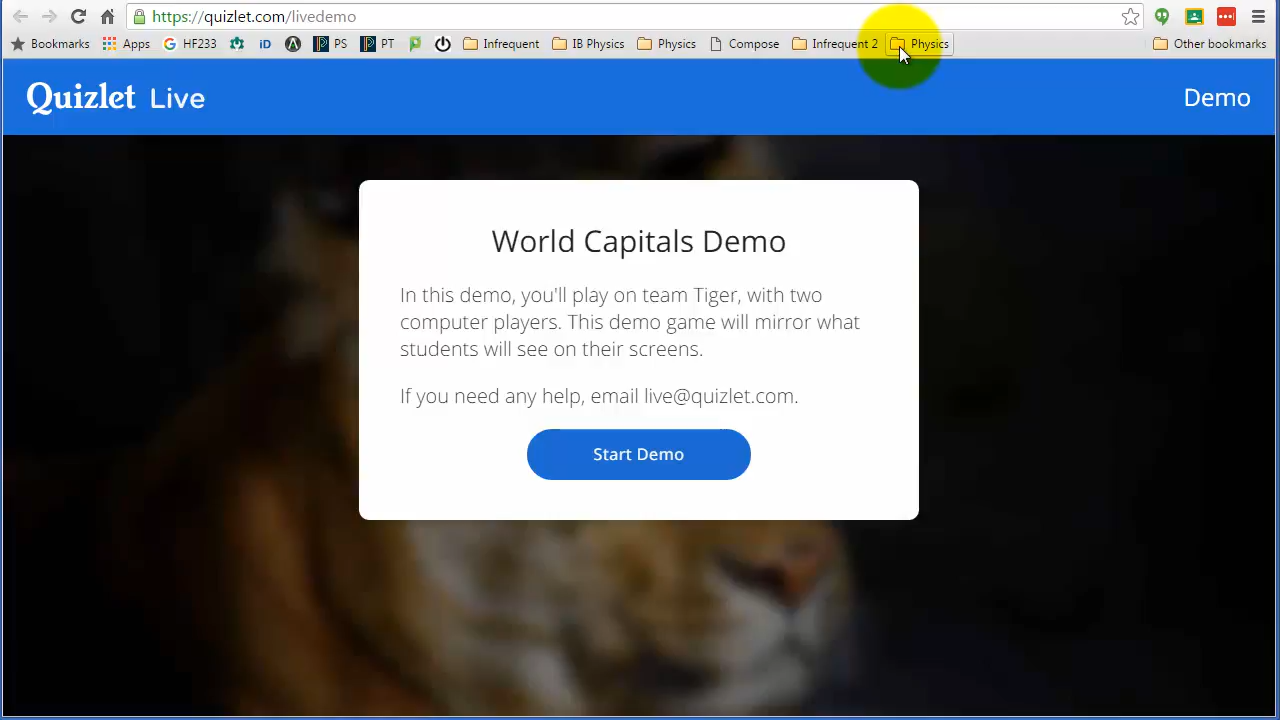 https://quizlet.com/livedemo
Bookmarks Apps HF233 iD PS PT Infrequent IB Physics Physics Compose Infrequent 2 Physics Other bookmarks
Quizlet Live Demo
World Capitals Demo
In this demo, you'll play on team Tiger, with two
computer players. This demo game will mirror what
students will see on their screens.
If you need any help, email live@quizlet.com.
Start Demo